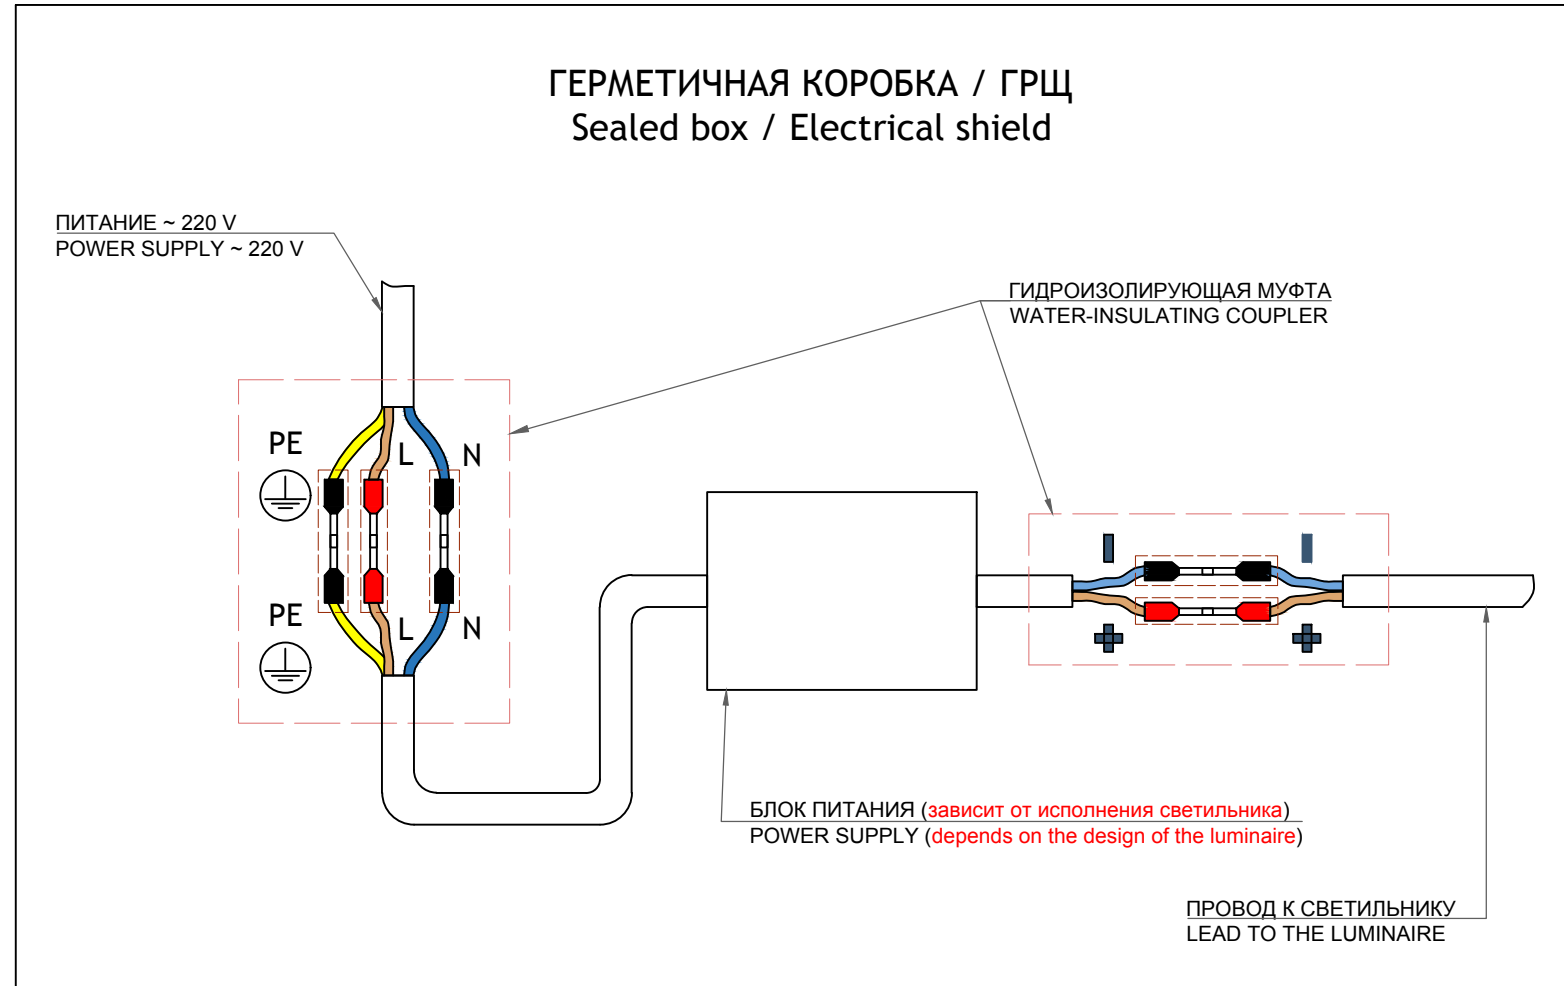 ГЕРМЕТИЧНАЯ КОРОБКА / ГРЩ
Sealed box / Electrical shield
ПИТАНИЕ ~ 220 V
POWER SUPPLY ~ 220 V
ГИДРОИЗОЛИРУЮЩАЯ МУФТА
WATER-INSULATING COUPLER
PE
L
N
PE
L
N
БЛОК ПИТАНИЯ (зависит от исполнения светильника)
POWER SUPPLY (depends on the design of the luminaire)
ПРОВОД К СВЕТИЛЬНИКУ
LEAD TO THE LUMINAIRE